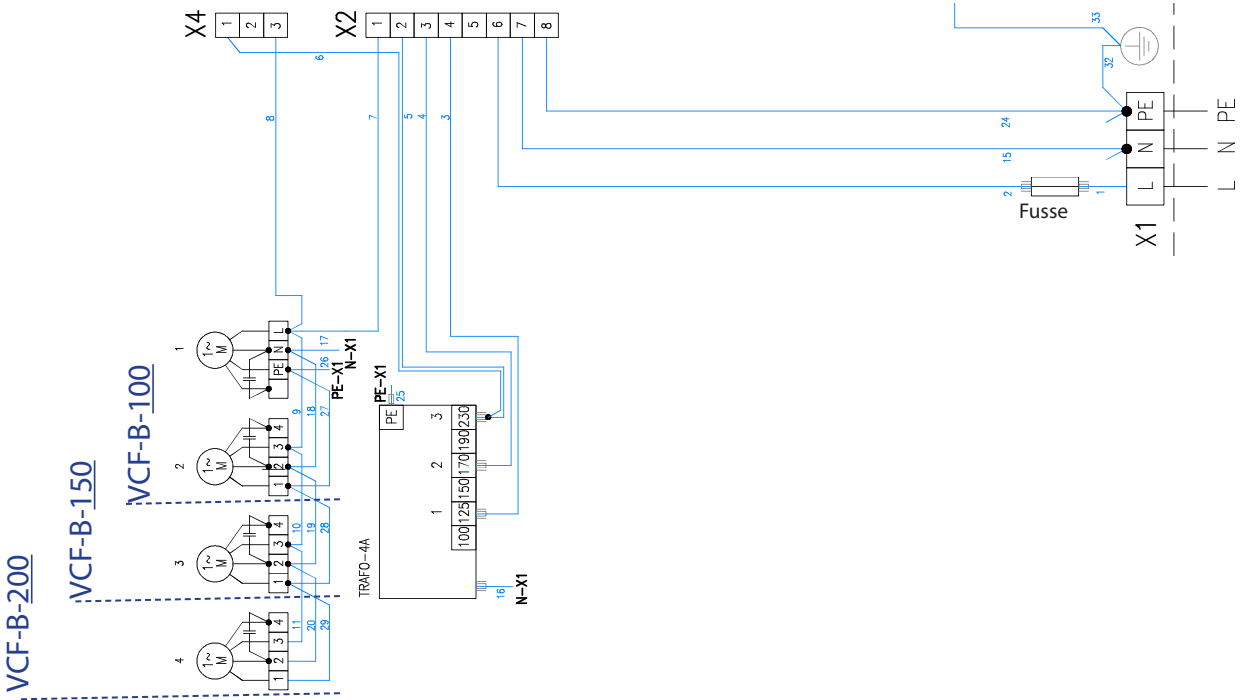 X4
1
2
3
X2
1
2
3
4
5
6
7
8
33
32
6
8
7
5
4
3
24
15
PE
N
L
PE
N
L
2
1
Fusse
X1
1
1~
M
L
N
PE
17
26
N-X1
PE-X1
9
18
27
VCF-B-100
2
1~
M
4
3
2
1
VCF-B-150
3
1~
M
4
3
2
1
10
19
28
VCF-B-200
4
1~
M
4
3
2
1
11
20
29
PE-X1
25
PE
3
2
1
230
190
170
150
125
100
TRAFO-4A
16
N-X1